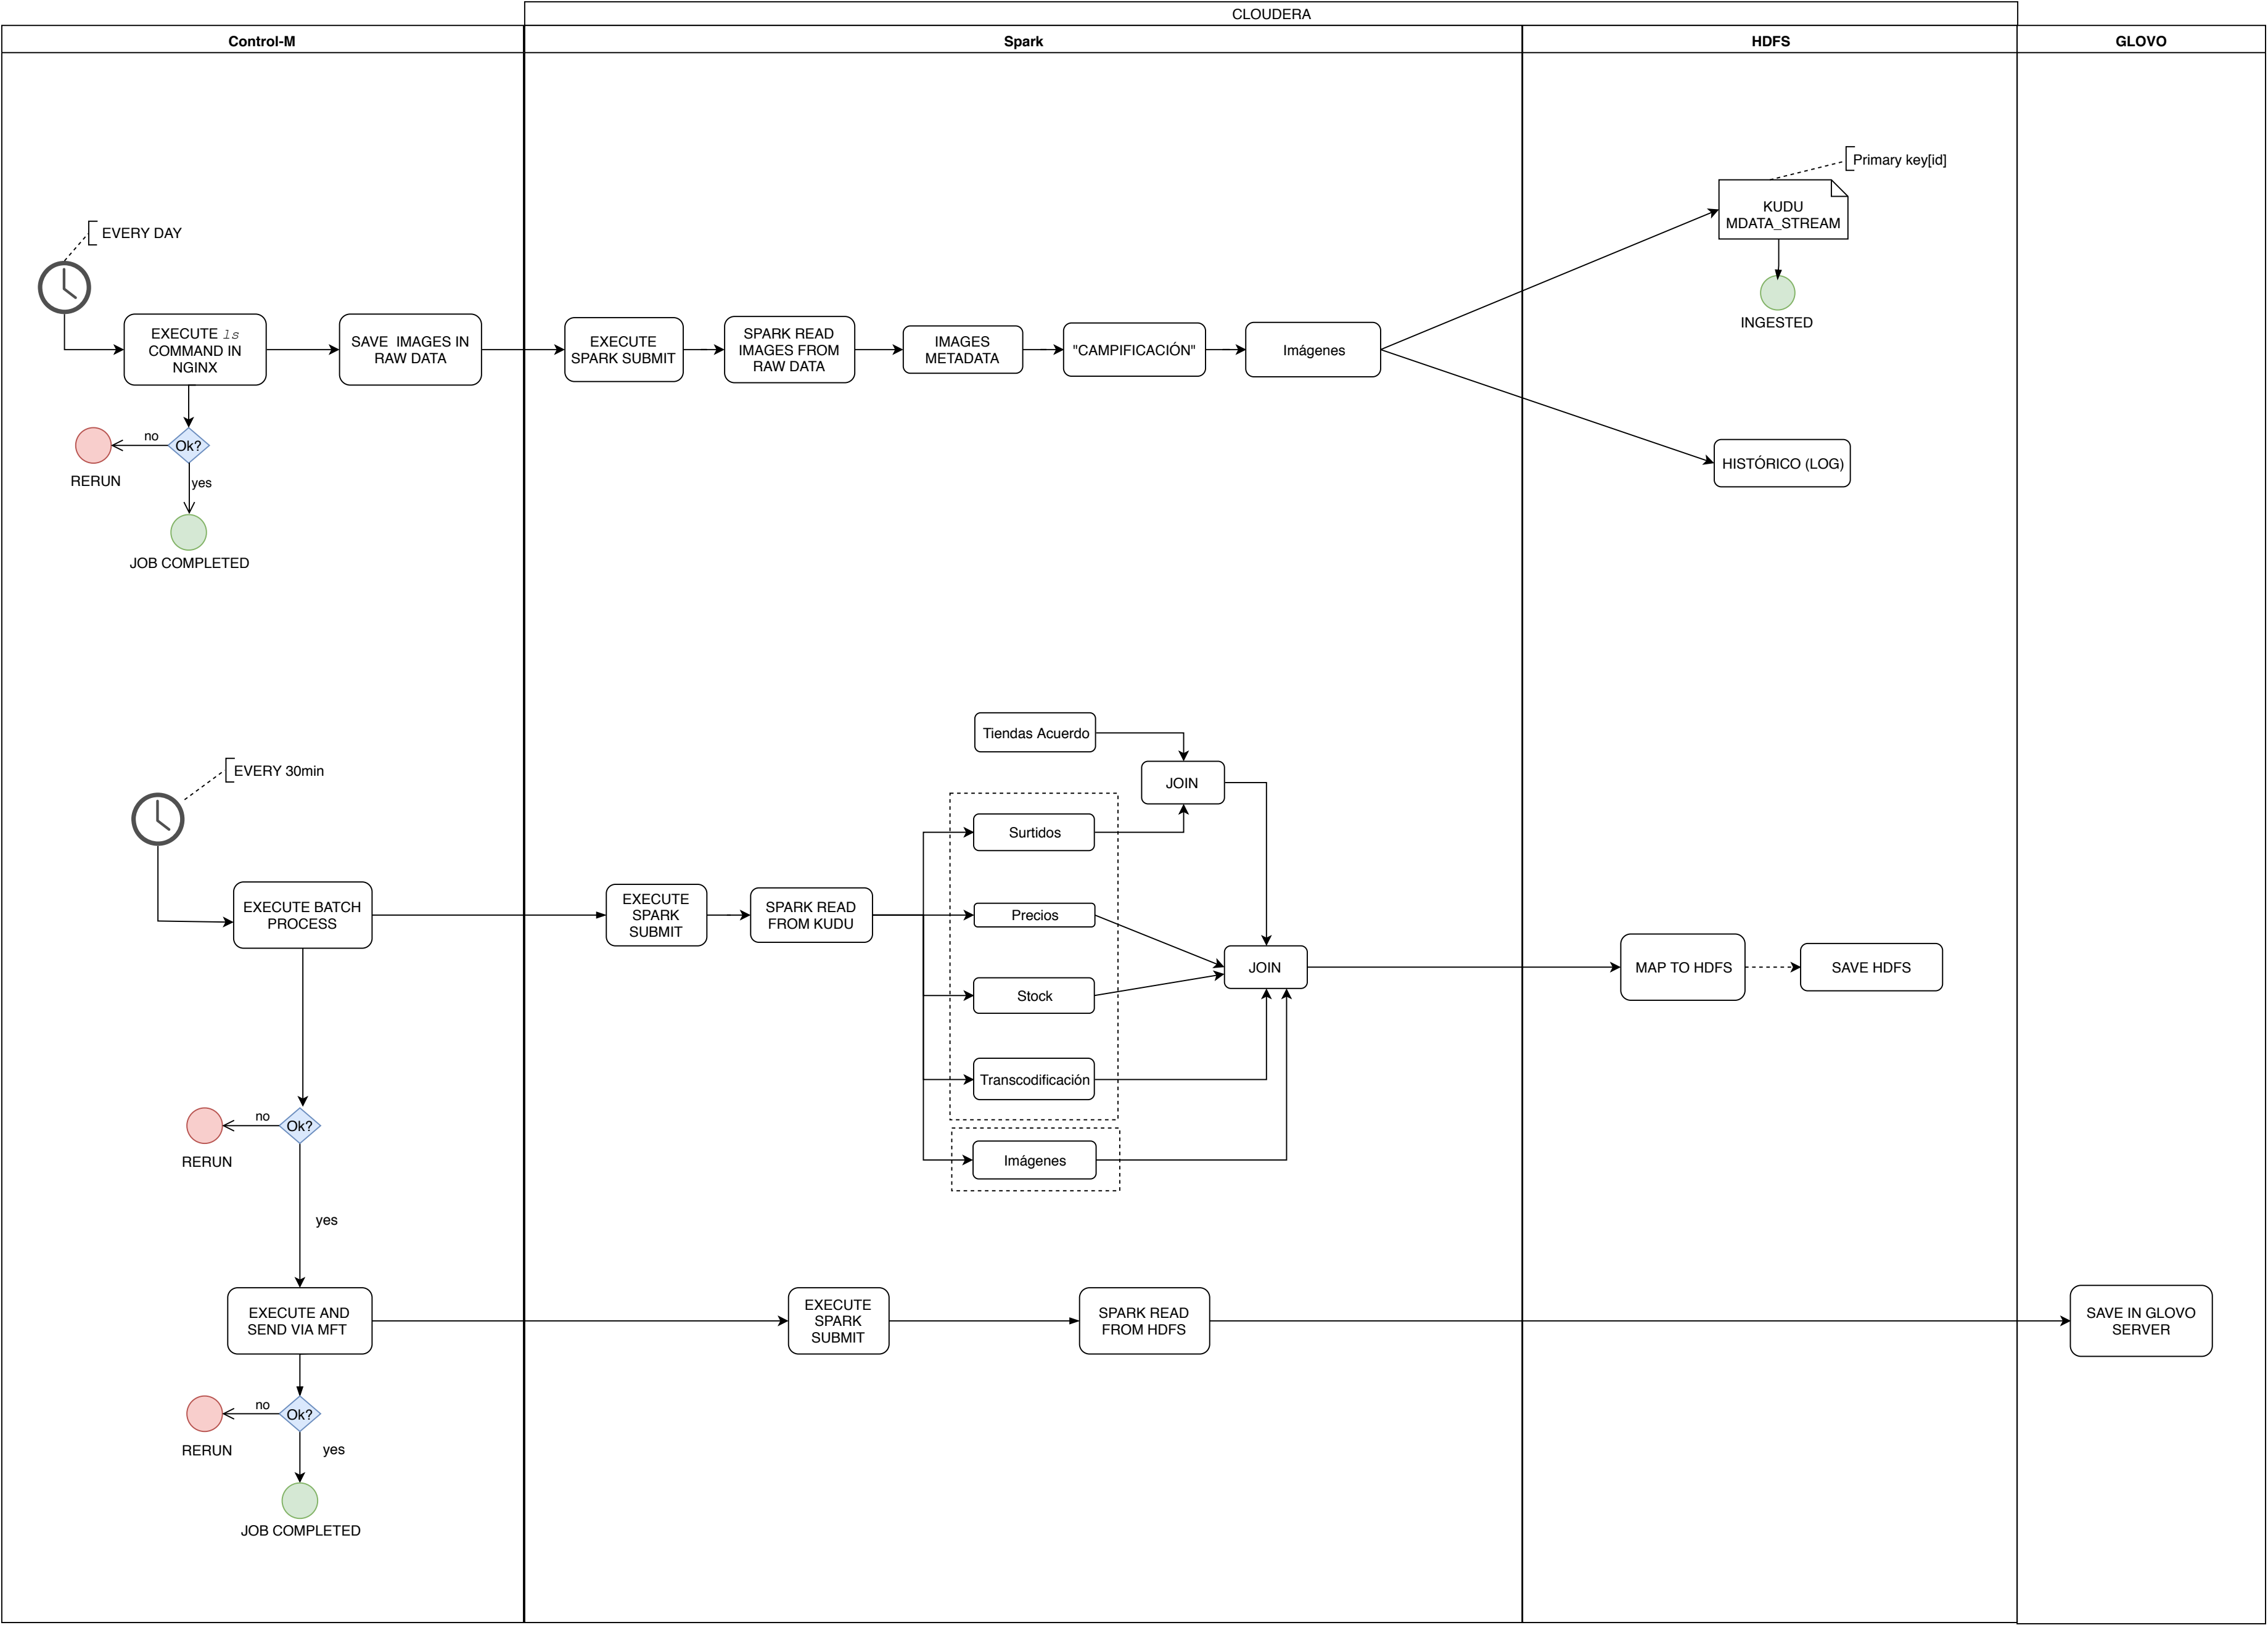 CLOUDERA
Control-M
Spark
HDFS
GLOVO
EVERY DAY
EXECUTE ls
COMMAND IN
NGINX
SAVE IMAGES IN
RAW DATA
EXECUTE
SPARK SUBMIT
SPARK READ
IMAGES FROM
RAW DATA
IMAGES
METADATA
"CAMPIFICACIÓN"
Imágenes
Primary key[id]
KUDU
MDATA_STREAM
INGESTED
HISTÓRICO (LOG)
Ok?
no
RERUN
yes
JOB COMPLETED
EVERY 30min
EXECUTE BATCH
PROCESS
EXECUTE
SPARK
SUBMIT
SPARK READ
FROM KUDU
Tiendas Acuerdo
JOIN
Surtidos
Precios
Stock
Transcodificación
Imágenes
JOIN
MAP TO HDFS
SAVE HDFS
Ok?
no
RERUN
yes
EXECUTE AND
SEND VIA MFT
EXECUTE
SPARK
SUBMIT
SPARK READ
FROM HDFS
SAVE IN GLOVO
SERVER
Ok?
no
RERUN
yes
JOB COMPLETED